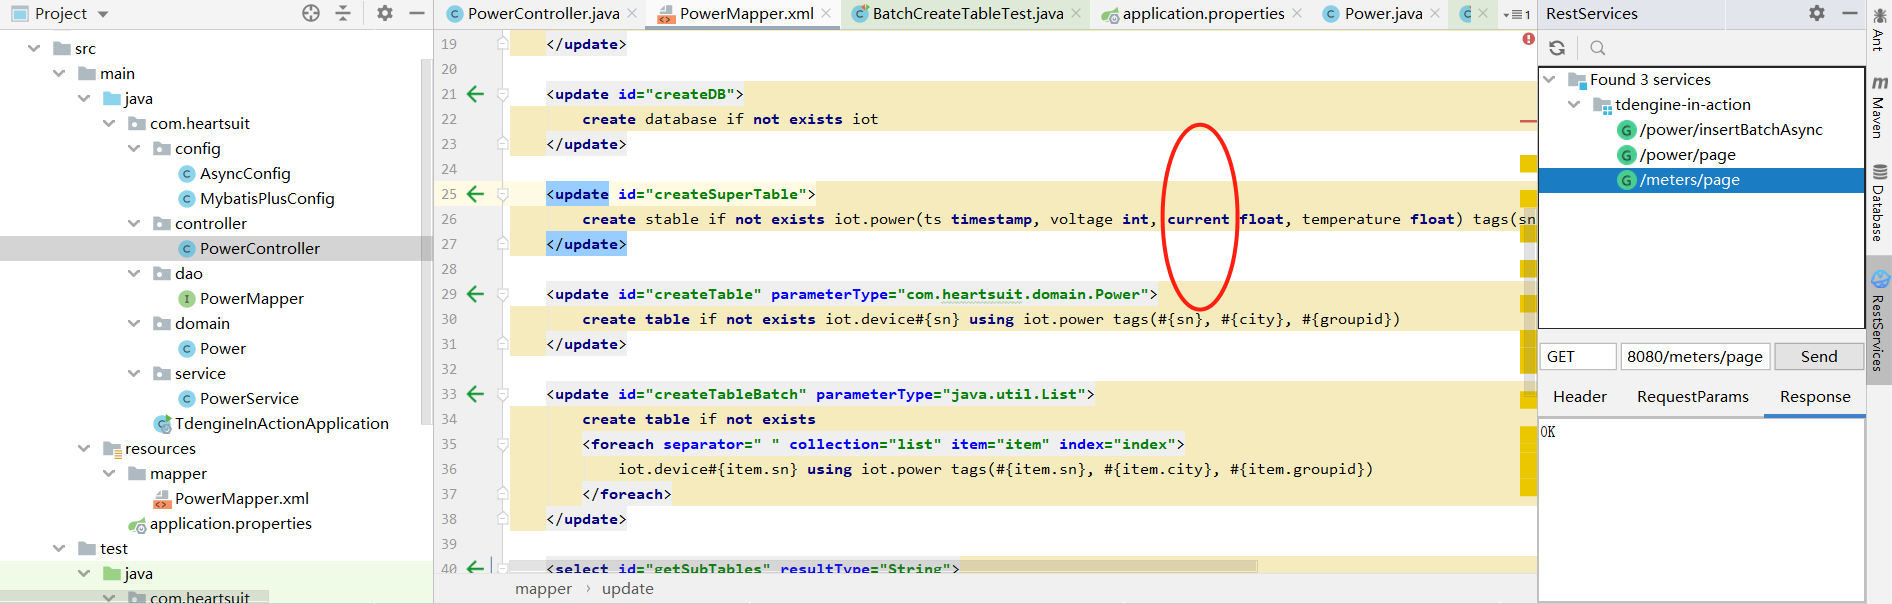 Project
PowerController.java
PowerMapper.xml
BatchCreateTableTest.java
application.properties
Power.java
1
RestServices
src
main
java
com.heartsuit
config
AsyncConfig
MybatisPlusConfig
controller
PowerController
dao
PowerMapper
domain
Power
service
PowerService
TdengineInActionApplication
resources
mapper
PowerMapper.xml
application.properties
test
java
com.heartsuit
19 </update>
20
21 <update id="createDB">
22 create database if not exists iot
23 </update>
24
25 <update id="createSuperTable">
26 create stable if not exists iot.power(ts timestamp, voltage int, current float, temperature float) tags(sn
27 </update>
28
29 <update id="createTable" parameterType="com.heartsuit.domain.Power">
30 create table if not exists iot.device#{sn} using iot.power tags(#{sn}, #{city}, #{groupid})
31 </update>
32
33 <update id="createTableBatch" parameterType="java.util.List">
34 create table if not exists
35 <foreach separator=" " collection="list" item="item" index="index">
36 iot.device#{item.sn} using iot.power tags(#{item.sn}, #{item.city}, #{item.groupid})
37 </foreach>
38 </update>
39
40 <select id="getSubTables" resultType="String">
mapper › update
Found 3 services
tdengine-in-action
/power/insertBatchAsync
/power/page
/meters/page
GET 8080/meters/page Send
Header RequestParams Response
OK
Ant
Maven
Database
RestServices